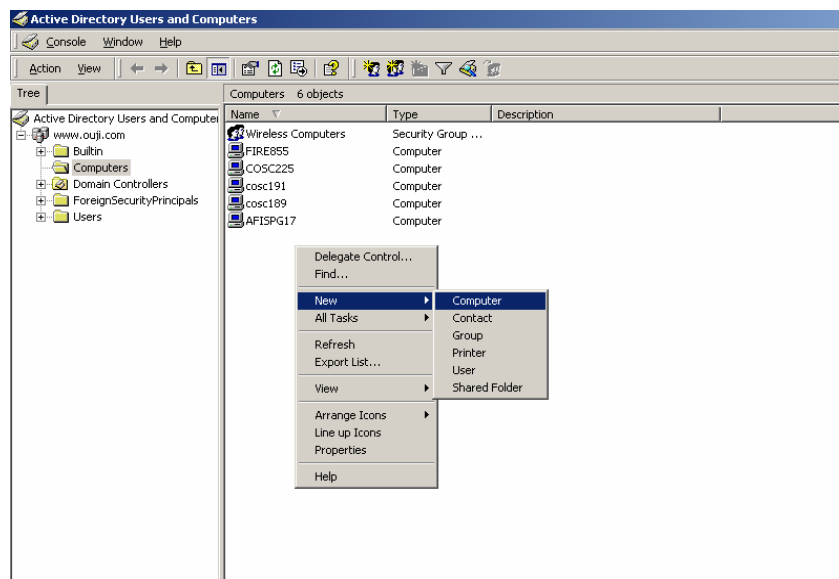 Active Directory Users and Computers
Console Window Help
Action View
Tree
Computers 6 objects
Active Directory Users and Computer
www.ouji.com
Builtin
Computers
Domain Controllers
ForeignSecurityPrincipals
Users
Name Type Description
Wireless Computers Security Group ...
FIRE855 Computer
COSC225 Computer
cosc191 Computer
cosc189 Computer
AFISPG17 Computer
Delegate Control...
Find...
New
All Tasks
Refresh
Export List...
View
Arrange Icons
Line up Icons
Properties
Help
Computer
Contact
Group
Printer
User
Shared Folder